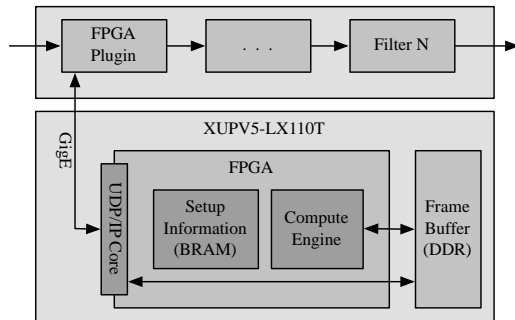 FPGA
Plugin
. . .
Filter N
GigE
XUPV5-LX110T
FPGA
UDP/IP Core
Setup
Information
(BRAM)
Compute
Engine
Frame
Buffer
(DDR)